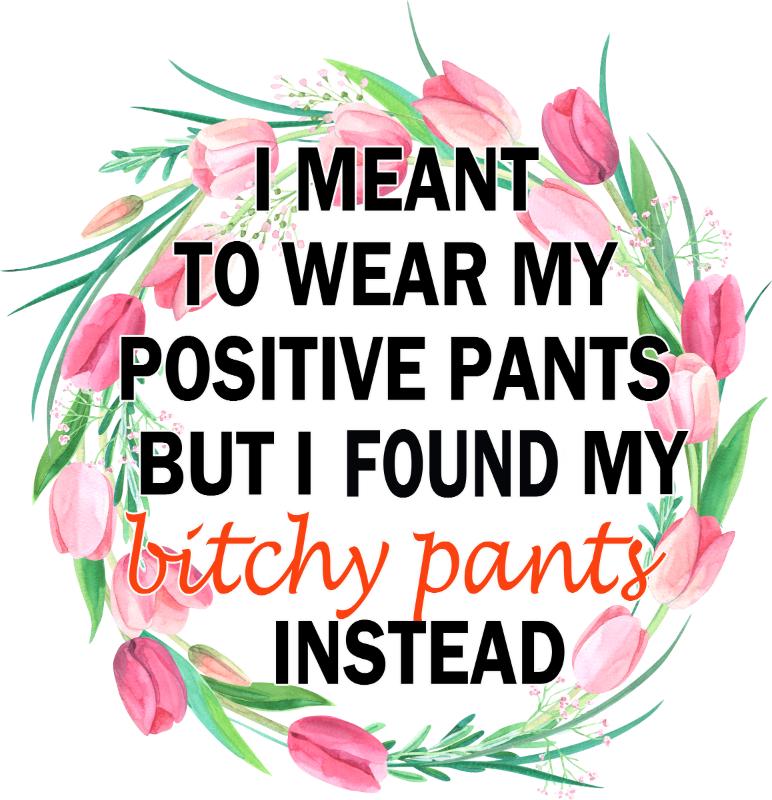 I MEANT
TO WEAR MY
POSITIVE PANTS
BUT I FOUND MY
bitchy pants
INSTEAD